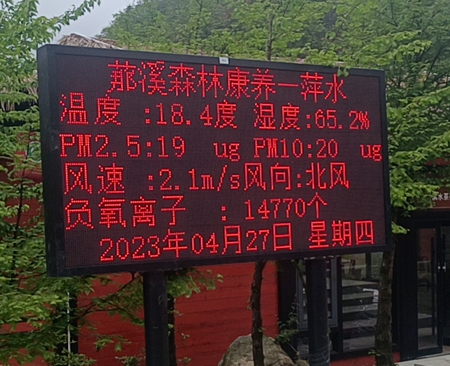 蓢溪森林康养一萍水
温度 :18.4度 湿度:65.2%
PM2.5:19 ug PM10:20 ug
风速 :2.1m/s风向:北风
负氧离子 : 14770个
2023年04月27日 星期四